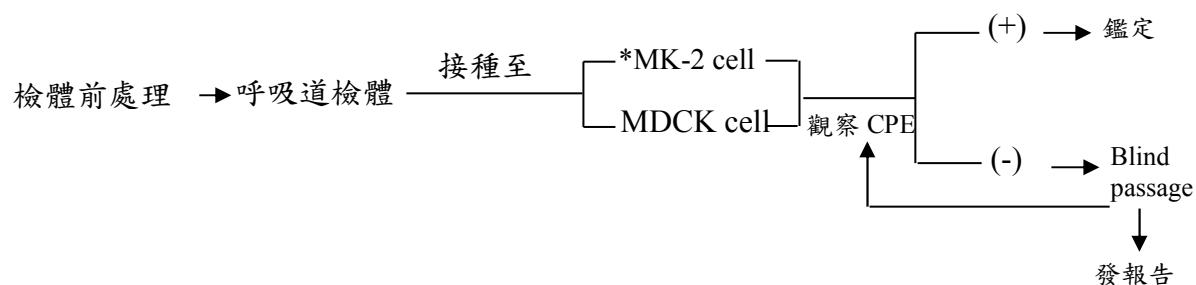 檢體前處理
呼吸道檢體
接種至
*MK-2 cell
MDCK cell
觀察 CPE
(+)
鑑定
(-)
Blind
passage
發報告